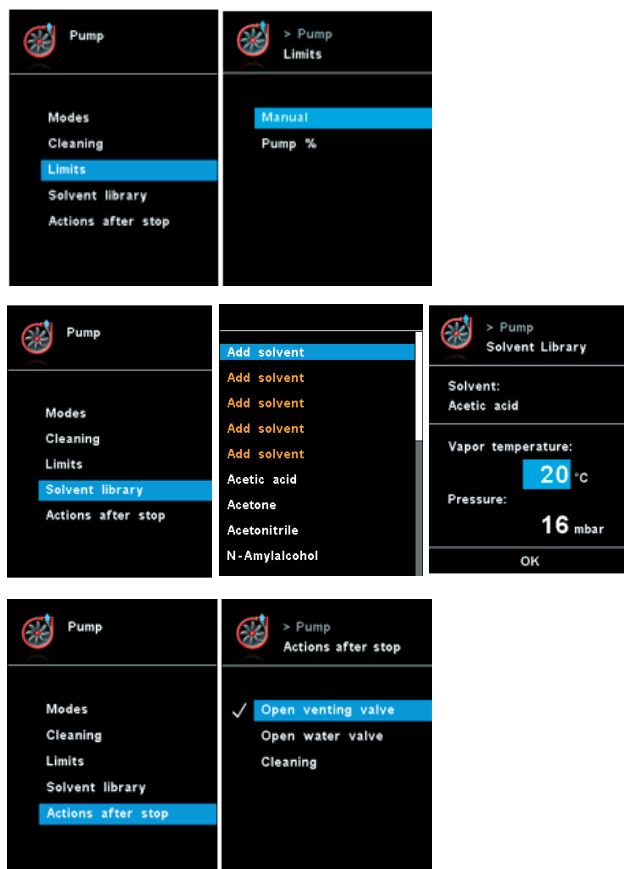 Pump
Modes
Cleaning
Limits
Solvent library
Actions after stop
> Pump
Limits
Manual
Pump %
Pump
Modes
Cleaning
Limits
Solvent library
Actions after stop
Add solvent
Add solvent
Add solvent
Add solvent
Add solvent
Acetic acid
Acetone
Acetonitrile
N-Amylalcohol
> Pump
Solvent Library
Solvent:
Acetic acid
Vapor temperature:
20 °C
Pressure:
16 mbar
OK
Pump
Modes
Cleaning
Limits
Solvent library
Actions after stop
> Pump
Actions after stop
Open venting valve
Open water valve
Cleaning